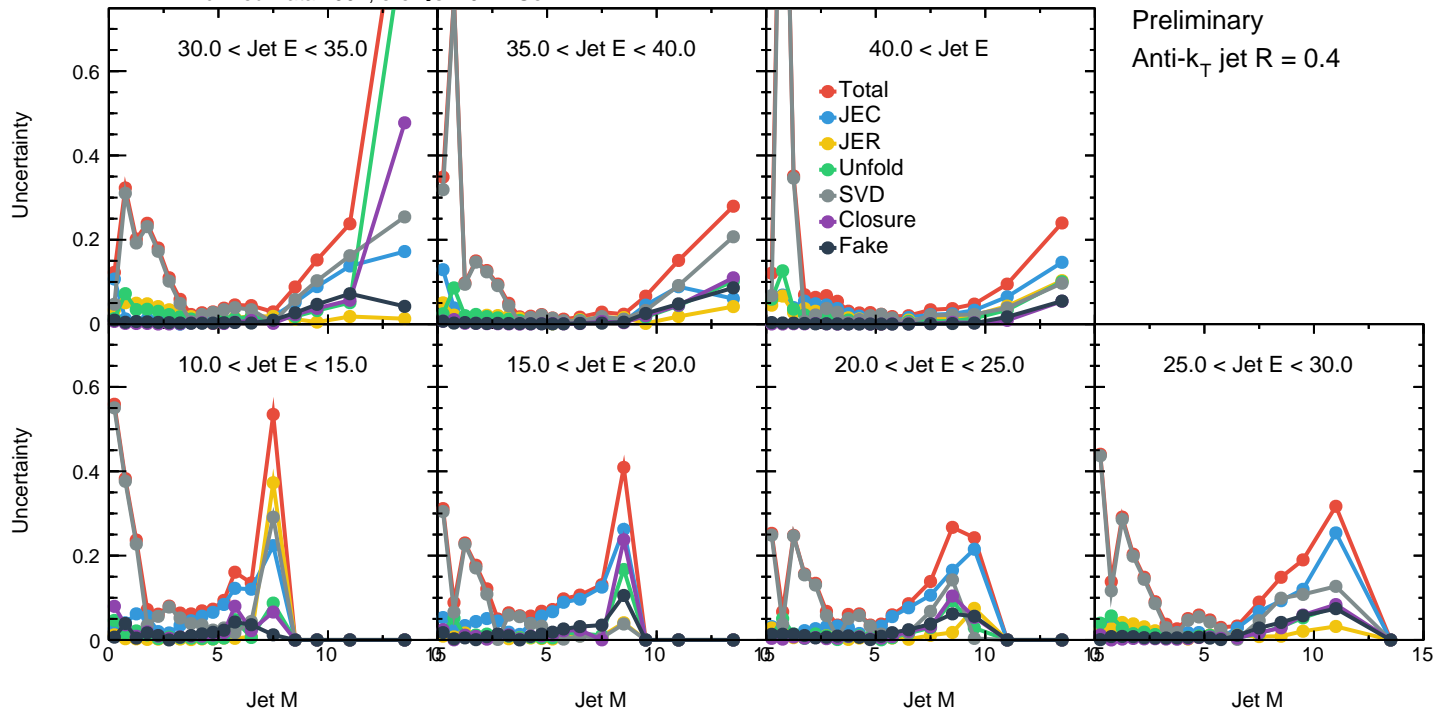 Preliminary
Anti-k_T jet R = 0.4
30.0 < Jet E < 35.0
35.0 < Jet E < 40.0
40.0 < Jet E
Total
JEC
JER
Unfold
SVD
Closure
Fake
Uncertainty
0.6
0.4
0.2
0
10.0 < Jet E < 15.0
15.0 < Jet E < 20.0
20.0 < Jet E < 25.0
25.0 < Jet E < 30.0
Uncertainty
0.6
0.4
0.2
0
0 5 10 5 10 5 10 5 10 15
Jet M Jet M Jet M Jet M